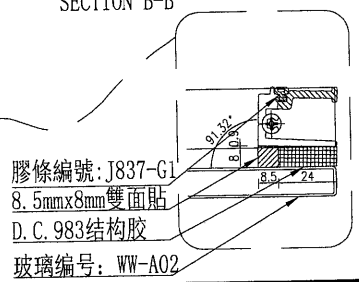 SECTION B-B
91.32°
8 0.9
8.5 24
膠條編號:J837-G1
8.5mmx8mm雙面貼
D.C.983结构胶
玻璃编号: WW-A02